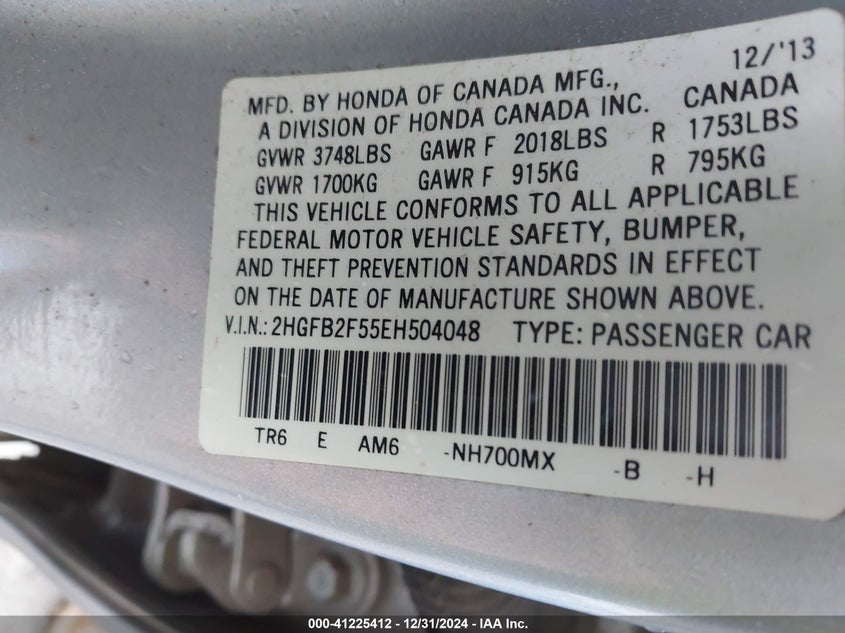 12/'13
MFD. BY HONDA OF CANADA MFG.,
A DIVISION OF HONDA CANADA INC. CANADA
GVWR 3748LBS GAWR F 2018LBS R 1753LBS
GVWR 1700KG GAWR F 915KG R 795KG
THIS VEHICLE CONFORMS TO ALL APPLICABLE
FEDERAL MOTOR VEHICLE SAFETY, BUMPER,
AND THEFT PREVENTION STANDARDS IN EFFECT
ON THE DATE OF MANUFACTURE SHOWN ABOVE.
V.I.N.: 2HGFB2F55EH504048 TYPE: PASSENGER CAR
TR6 E AM6 -NH700MX -B -H
000-41225412 - 12/31/2024 - IAA Inc.